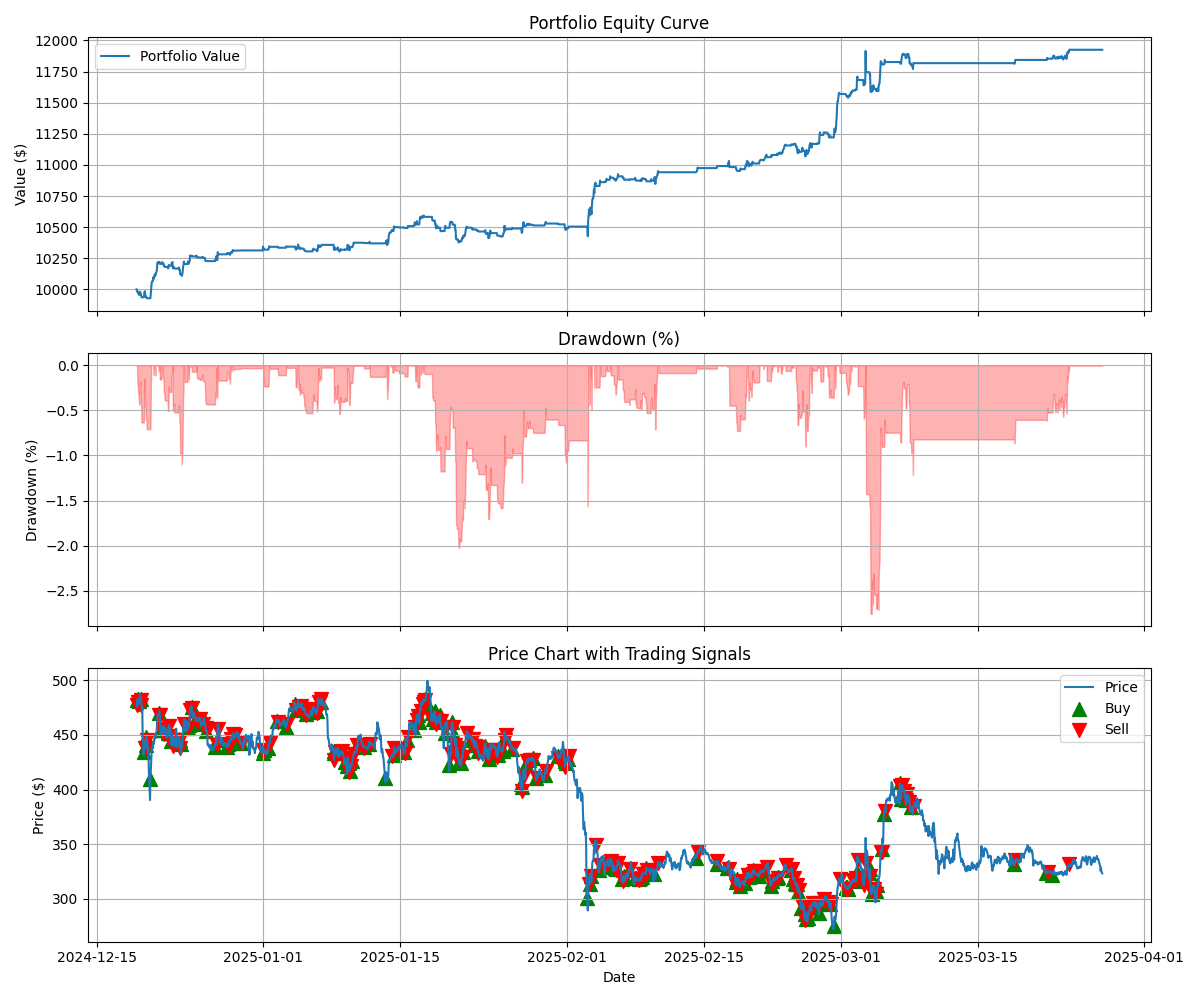 Portfolio Equity Curve
12000
11750
11500
11250
11000
10750
10500
10250
10000
Value ($)
Portfolio Value
Drawdown (%)
0.0
−0.5
−1.0
−1.5
−2.0
−2.5
Drawdown (%)
Price Chart with Trading Signals
500
450
400
350
300
Price ($)
Price
Buy
Sell
2024-12-15
2025-01-01
2025-01-15
2025-02-01
2025-02-15
2025-03-01
2025-03-15
2025-04-01
Date